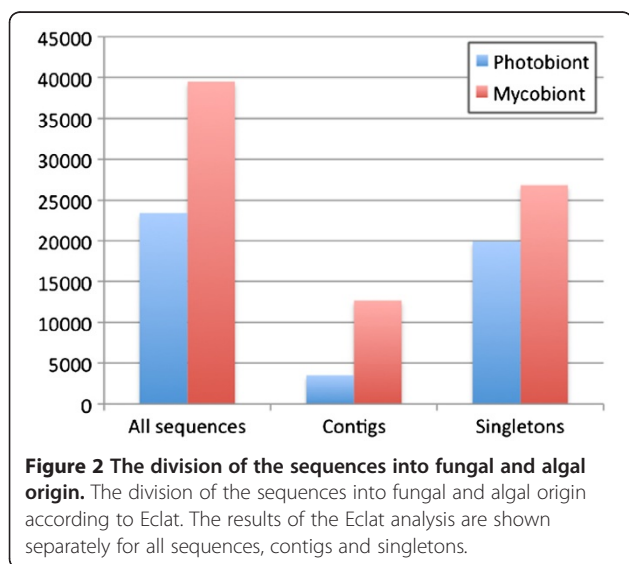 45000
40000
35000
30000
25000
20000
15000
10000
5000
0
Photobiont
Mycobiont
All sequences
Contigs
Singletons
Figure 2 The division of the sequences into fungal and algal
origin. The division of the sequences into fungal and algal origin
according to Eclat. The results of the Eclat analysis are shown
separately for all sequences, contigs and singletons.